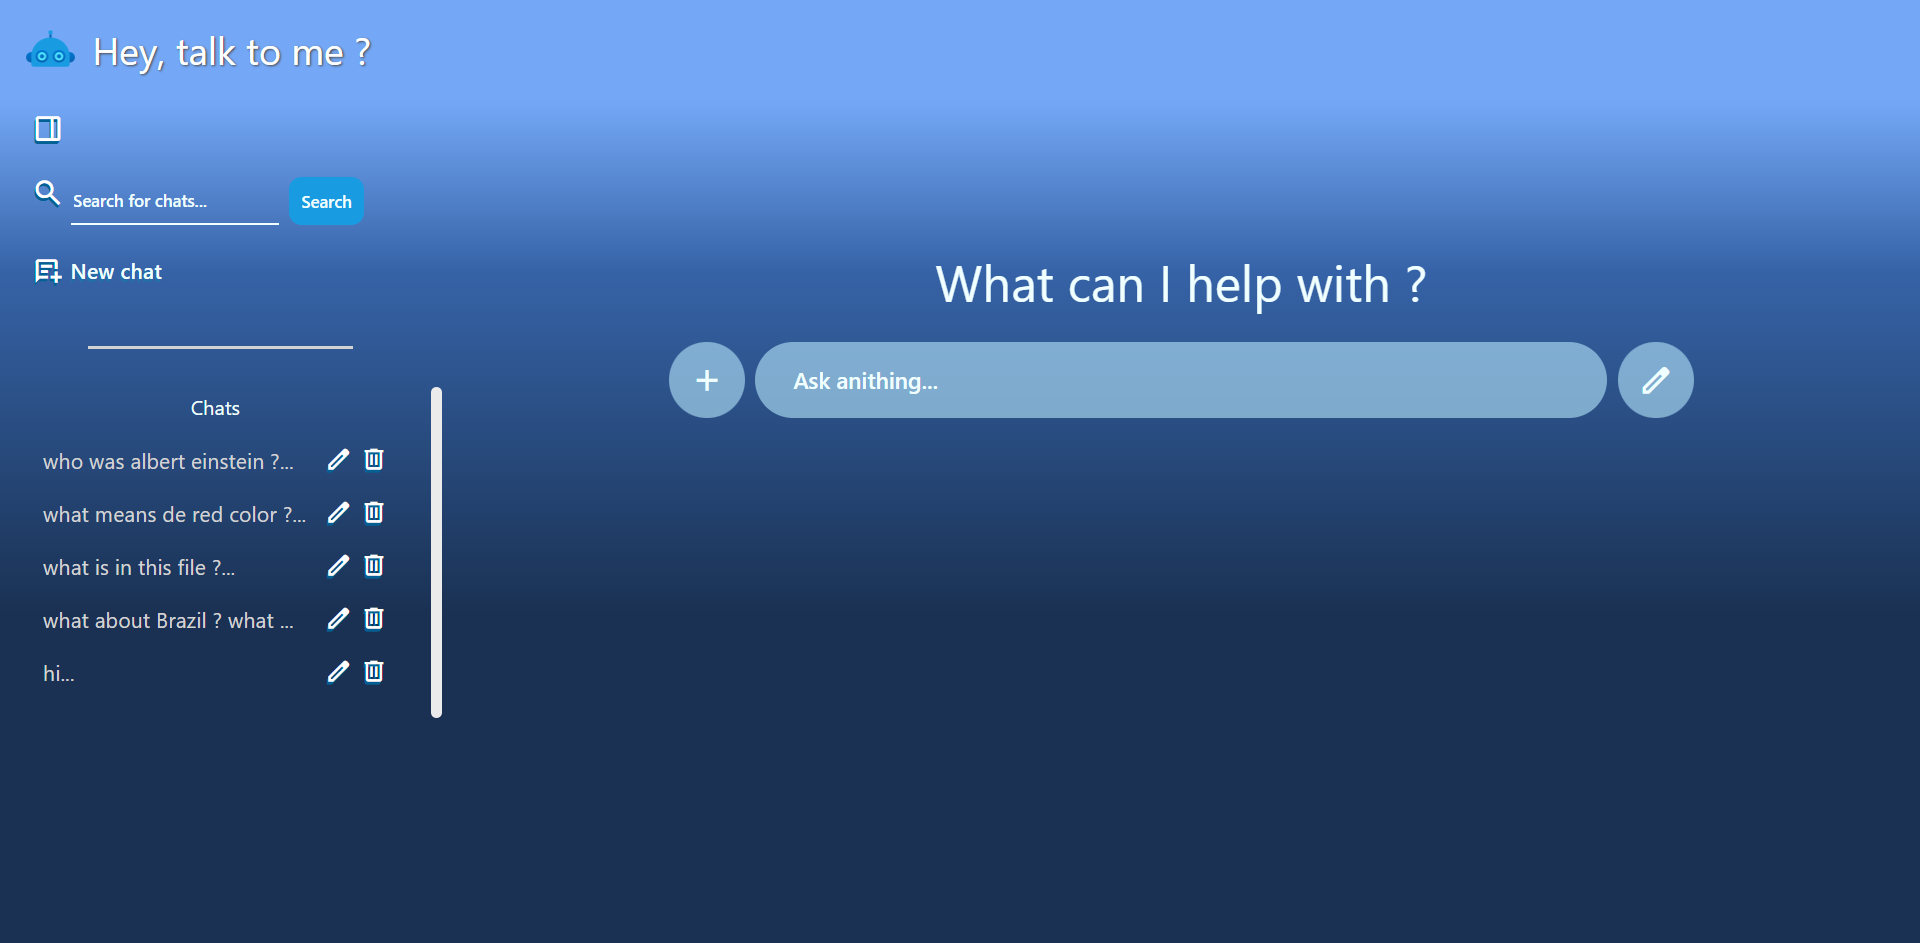 Hey, talk to me ?
Search for chats...
Search
New chat
What can I help with ?
Ask anithing...
Chats
who was albert einstein ?...
what means de red color ?...
what is in this file ?...
what about Brazil ? what ...
hi...